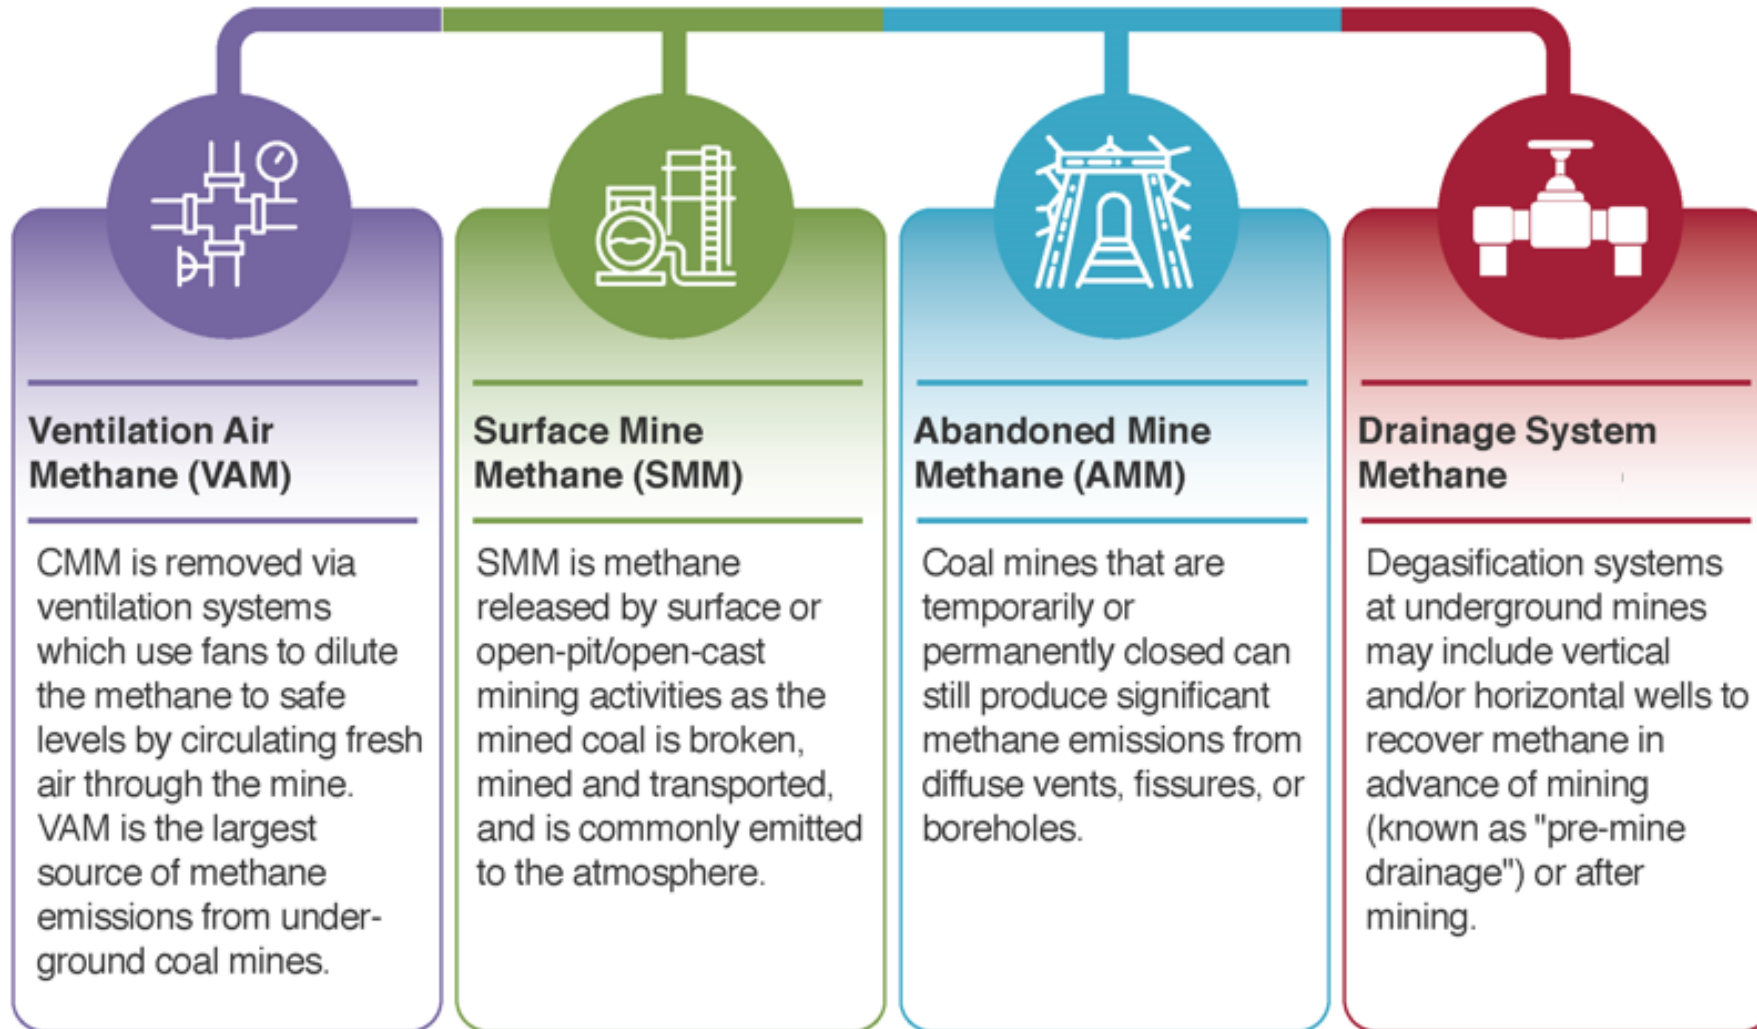 Ventilation Air
Methane (VAM)
CMM is removed via
ventilation systems
which use fans to dilute
the methane to safe
levels by circulating fresh
air through the mine.
VAM is the largest
source of methane
emissions from under-
ground coal mines.
Surface Mine
Methane (SMM)
SMM is methane
released by surface or
open-pit/open-cast
mining activities as the
mined coal is broken,
mined and transported,
and is commonly emitted
to the atmosphere.
Abandoned Mine
Methane (AMM)
Coal mines that are
temporarily or
permanently closed can
still produce significant
methane emissions from
diffuse vents, fissures, or
boreholes.
Drainage System
Methane
Degasification systems
at underground mines
may include vertical
and/or horizontal wells to
recover methane in
advance of mining
(known as "pre-mine
drainage") or after
mining.